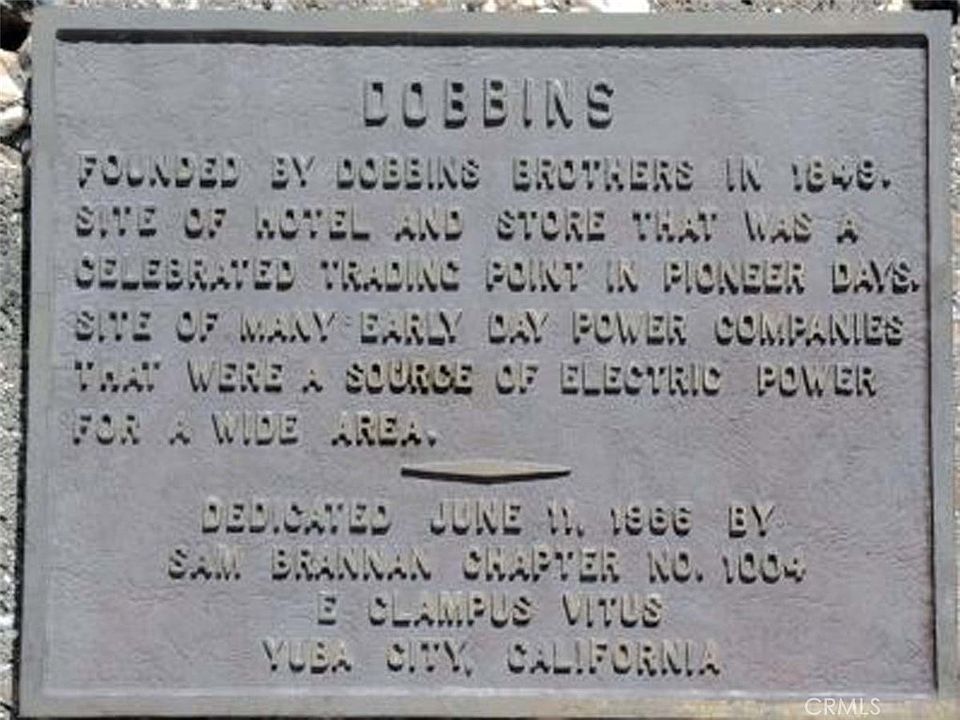 DOBBINS
FOUNDED BY DOBBINS BROTHERS IN 1849.
SITE OF HOTEL AND STORE THAT WAS A
CELEBRATED TRADING POINT IN PIONEER DAYS.
SITE OF MANY EARLY DAY POWER COMPANIES
THAT WERE A SOURCE OF ELECTRIC POWER
FOR A WIDE AREA.
DEDICATED JUNE 11, 1966 BY
SAM BRANNAN CHAPTER NO. 1004
E CLAMPUS VITUS
YUBA CITY, CALIFORNIA
CRMLS